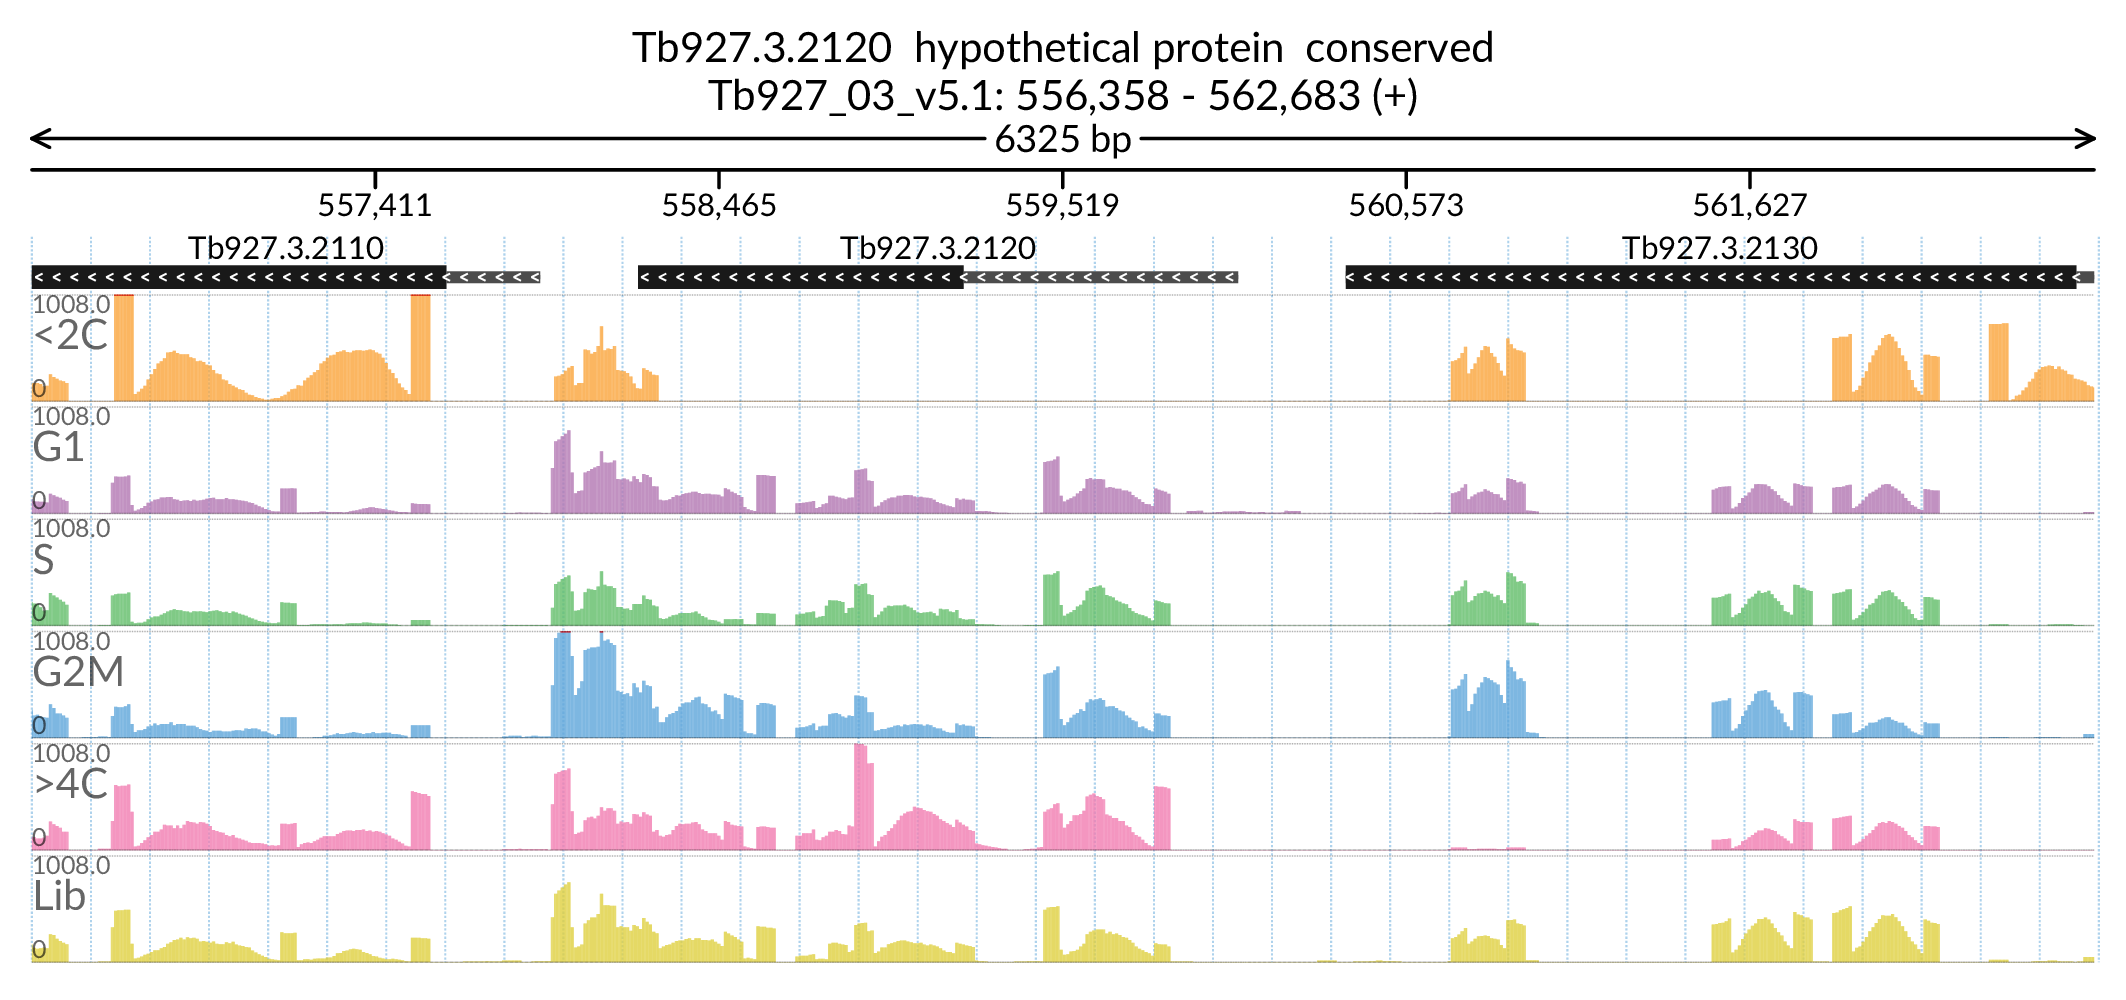 Tb927.3.2120  hypothetical protein  conserved
Tb927_03_v5.1: 556,358 - 562,683 (+)
6325 bp
557,411 558,465 559,519 560,573 561,627
Tb927.3.2110 Tb927.3.2120 Tb927.3.2130
1008.0
<2C
0
1008.0
G1
0
1008.0
S
0
1008.0
G2M
0
1008.0
>4C
0
1008.0
Lib
0